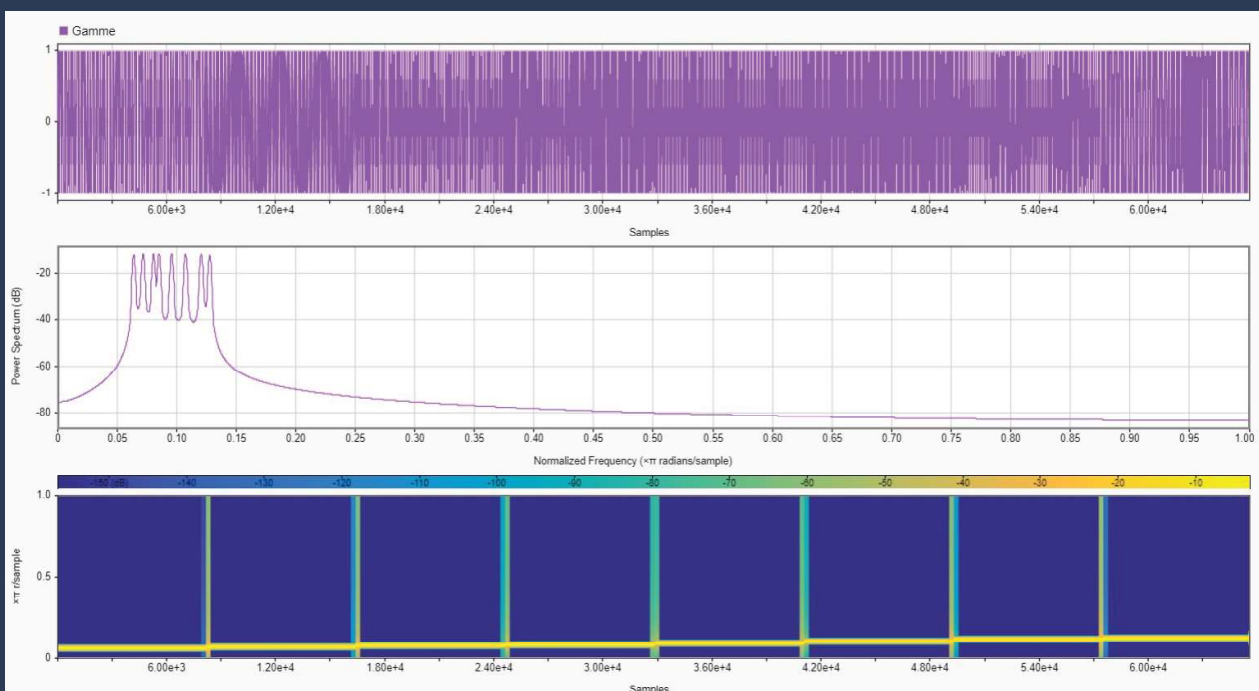 Gamme
1
0
-1
6.00e+3 1.20e+4 1.80e+4 2.40e+4 3.00e+4 3.60e+4 4.20e+4 4.80e+4 5.40e+4 6.00e+4
Samples
Power Spectrum (dB)
-20
-40
-60
-80
0 0.05 0.10 0.15 0.20 0.25 0.30 0.35 0.40 0.45 0.50 0.55 0.60 0.65 0.70 0.75 0.80 0.85 0.90 0.95 1.00
Normalized Frequency (×π radians/sample)
-150 (dB) -140 -130 -120 -110 -100 -90 -80 -70 -60 -50 -40 -30 -20 -10
×π r/sample
1.0
0.5
0
6.00e+3 1.20e+4 1.80e+4 2.40e+4 3.00e+4 3.60e+4 4.20e+4 4.80e+4 5.40e+4 6.00e+4
Samples